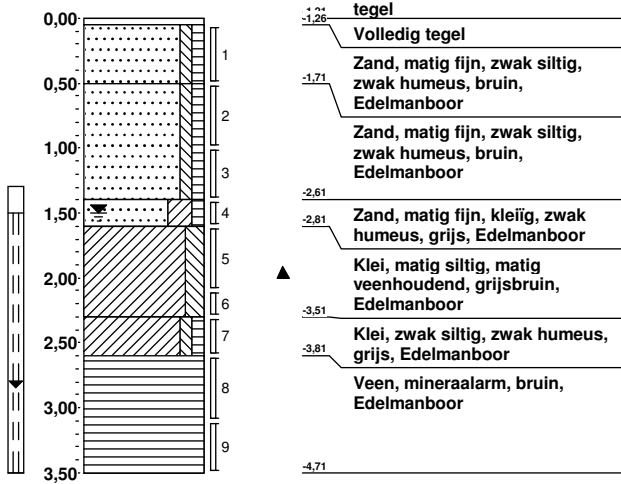 0,00
0,50
1,00
1,50
2,00
2,50
3,00
3,50
1
2
3
4
5
6
7
8
9
tegel
-1,26
Volledig tegel
Zand, matig fijn, zwak siltig,
zwak humeus, bruin,
Edelmanboor
-1,71
Zand, matig fijn, zwak siltig,
zwak humeus, bruin,
Edelmanboor
-2,61
Zand, matig fijn, kleiïg, zwak
humeus, grijs, Edelmanboor
-2,81
Klei, matig siltig, matig
veenhoudend, grijsbruin,
Edelmanboor
-3,51
Klei, zwak siltig, zwak humeus,
grijs, Edelmanboor
-3,81
Veen, mineraalarm, bruin,
Edelmanboor
-4,71